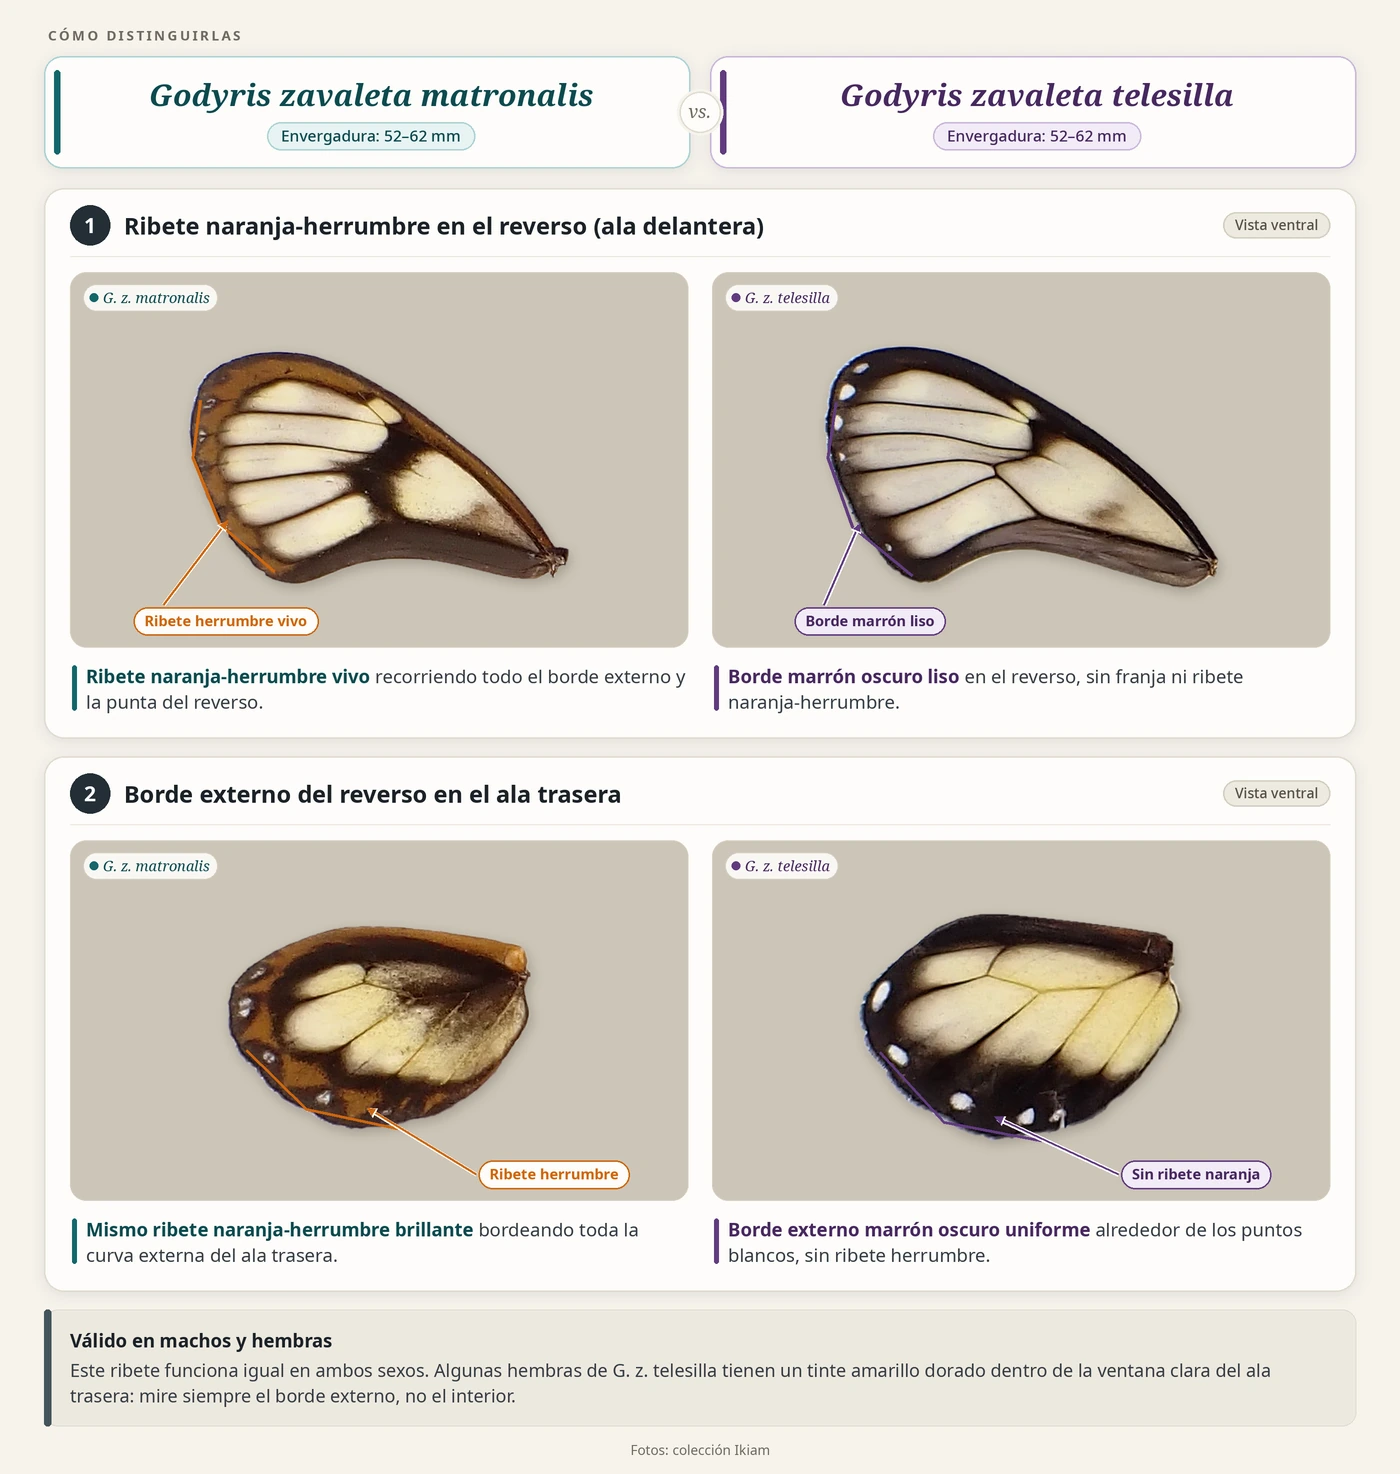 CÓMO DISTINGUIRLAS
Godyris zavaleta matronalis
Envergadura: 52–62 mm
vs.
Godyris zavaleta telesilla
Envergadura: 52–62 mm
1
Ribete naranja-herrumbre en el reverso (ala delantera)
Vista ventral
G. z. matronalis
Ribete herrumbre vivo
G. z. telesilla
Borde marrón liso
Ribete naranja-herrumbre vivo recorriendo todo el borde externo y
la punta del reverso.
Borde marrón oscuro liso en el reverso, sin franja ni ribete
naranja-herrumbre.
2
Borde externo del reverso en el ala trasera
Vista ventral
G. z. matronalis
Ribete herrumbre
G. z. telesilla
Sin ribete naranja
Mismo ribete naranja-herrumbre brillante bordeando toda la
curva externa del ala trasera.
Borde externo marrón oscuro uniforme alrededor de los puntos
blancos, sin ribete herrumbre.
Válido en machos y hembras
Este ribete funciona igual en ambos sexos. Algunas hembras de G. z. telesilla tienen un tinte amarillo dorado dentro de la ventana clara del ala
trasera: mire siempre el borde externo, no el interior.
Fotos: colección Ikiam